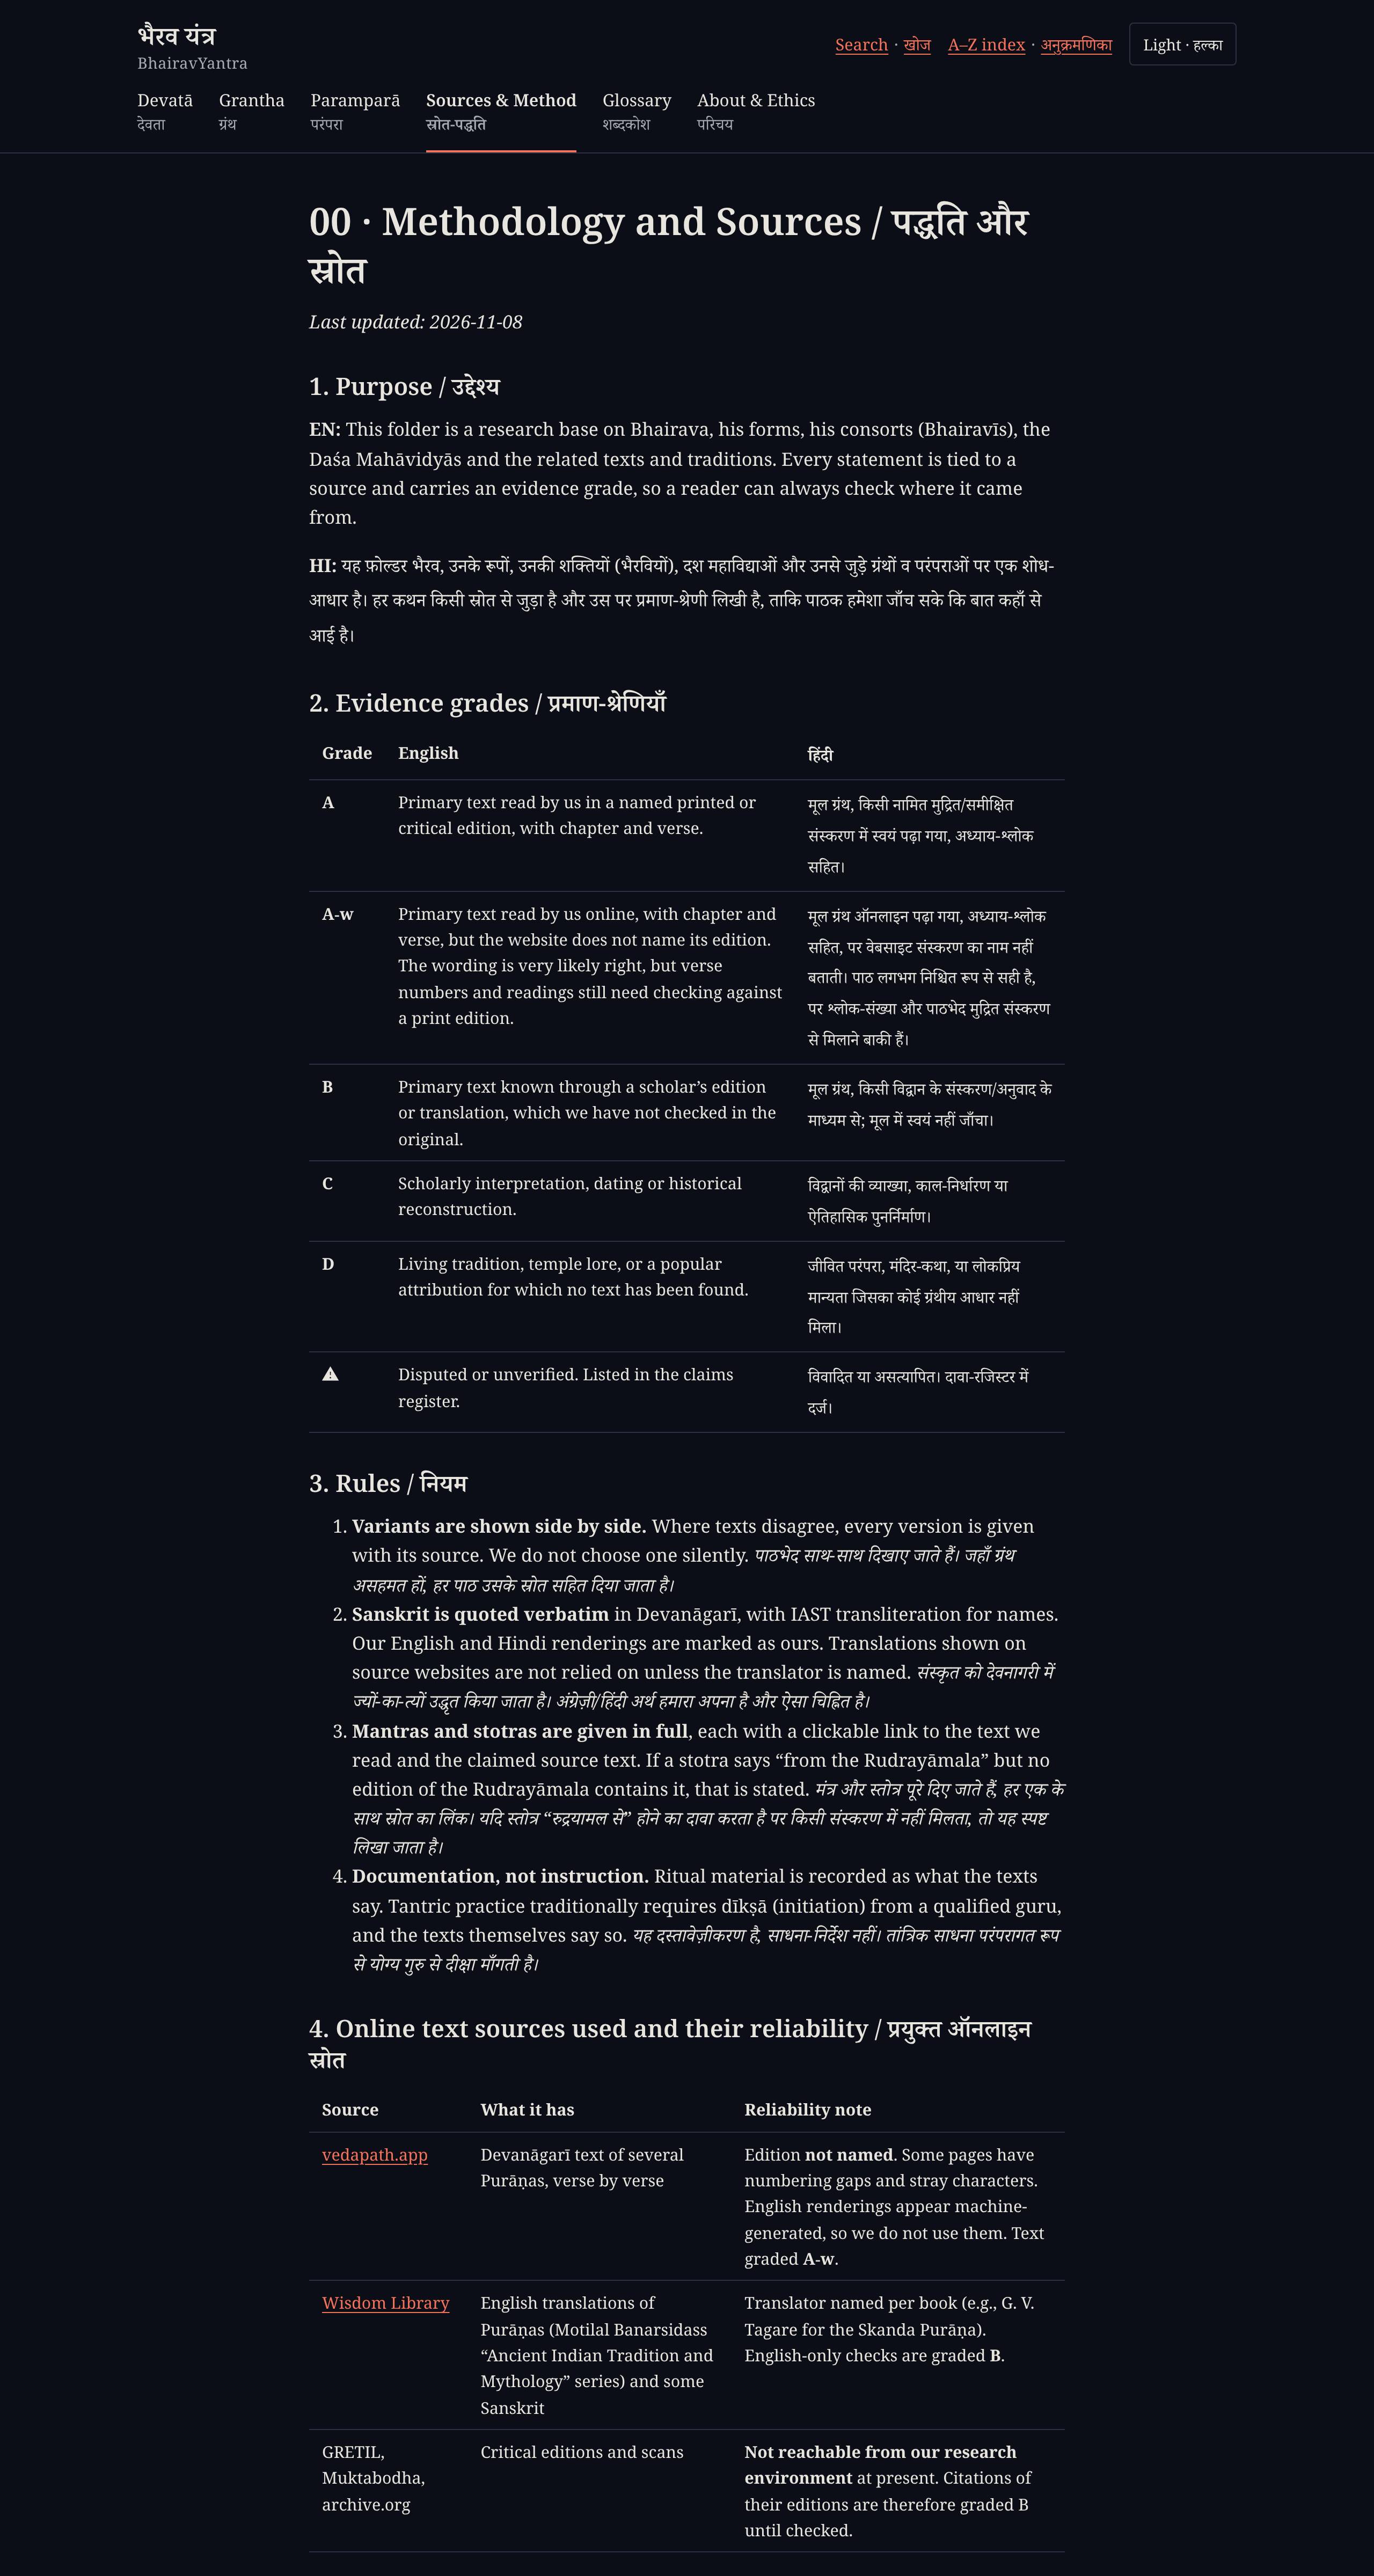 भैरव यंत्र
BhairavYantra
Search · खोज A–Z index · अनुक्रमणिका Light · हल्का
Devatā Grantha Paramparā Sources & Method Glossary About & Ethics
देवता ग्रंथ परंपरा स्रोत-पद्धति शब्दकोश परिचय
00 · Methodology and Sources / पद्धति और
स्रोत
Last updated: 2026-11-08
1. Purpose / उद्देश्य
EN: This folder is a research base on Bhairava, his forms, his consorts (Bhairavīs), the
Daśa Mahāvidyās and the related texts and traditions. Every statement is tied to a
source and carries an evidence grade, so a reader can always check where it came
from.
HI: यह फ़ोल्डर भैरव, उनके रूपों, उनकी शक्तियों (भैरवियों), दश महाविद्याओं और उनसे जुड़े ग्रंथों व परंपराओं पर एक शोध-
आधार है। हर कथन किसी स्रोत से जुड़ा है और उस पर प्रमाण-श्रेणी लिखी है, ताकि पाठक हमेशा जाँच सके कि बात कहाँ से
आई है।
2. Evidence grades / प्रमाण-श्रेणियाँ
Grade English हिंदी
A Primary text read by us in a named printed or
critical edition, with chapter and verse.
मूल ग्रंथ, किसी नामित मुद्रित/समीक्षित
संस्करण में स्वयं पढ़ा गया, अध्याय-श्लोक
सहित।
A-w Primary text read by us online, with chapter and
verse, but the website does not name its edition.
The wording is very likely right, but verse
numbers and readings still need checking against
a print edition.
मूल ग्रंथ ऑनलाइन पढ़ा गया, अध्याय-श्लोक
सहित, पर वेबसाइट संस्करण का नाम नहीं
बताती। पाठ लगभग निश्चित रूप से सही है,
पर श्लोक-संख्या और पाठभेद मुद्रित संस्करण
से मिलाने बाकी हैं।
B Primary text known through a scholar’s edition
or translation, which we have not checked in the
original.
मूल ग्रंथ, किसी विद्वान के संस्करण/अनुवाद के
माध्यम से; मूल में स्वयं नहीं जाँचा।
C Scholarly interpretation, dating or historical
reconstruction.
विद्वानों की व्याख्या, काल-निर्धारण या
ऐतिहासिक पुनर्निर्माण।
D Living tradition, temple lore, or a popular
attribution for which no text has been found.
जीवित परंपरा, मंदिर-कथा, या लोकप्रिय
मान्यता जिसका कोई ग्रंथीय आधार नहीं
मिला।
⚠ Disputed or unverified. Listed in the claims
register.
विवादित या असत्यापित। दावा-रजिस्टर में
दर्ज।
3. Rules / नियम
1. Variants are shown side by side. Where texts disagree, every version is given
with its source. We do not choose one silently. पाठभेद साथ-साथ दिखाए जाते हैं। जहाँ ग्रंथ
असहमत हों, हर पाठ उसके स्रोत सहित दिया जाता है।
2. Sanskrit is quoted verbatim in Devanāgarī, with IAST transliteration for names.
Our English and Hindi renderings are marked as ours. Translations shown on
source websites are not relied on unless the translator is named. संस्कृत को देवनागरी में
ज्यों-का-त्यों उद्धृत किया जाता है। अंग्रेज़ी/हिंदी अर्थ हमारा अपना है और ऐसा चिह्नित है।
3. Mantras and stotras are given in full, each with a clickable link to the text we
read and the claimed source text. If a stotra says “from the Rudrayāmala” but no
edition of the Rudrayāmala contains it, that is stated. मंत्र और स्तोत्र पूरे दिए जाते हैं, हर एक के
साथ स्रोत का लिंक। यदि स्तोत्र “रुद्रयामल से” होने का दावा करता है पर किसी संस्करण में नहीं मिलता, तो यह स्पष्ट
लिखा जाता है।
4. Documentation, not instruction. Ritual material is recorded as what the texts
say. Tantric practice traditionally requires dīkṣā (initiation) from a qualified guru,
and the texts themselves say so. यह दस्तावेज़ीकरण है, साधना-निर्देश नहीं। तांत्रिक साधना परंपरागत रूप
से योग्य गुरु से दीक्षा माँगती है।
4. Online text sources used and their reliability / प्रयुक्त ऑनलाइन
स्रोत
Source What it has Reliability note
vedapath.app Devanāgarī text of several
Purāṇas, verse by verse
Edition not named. Some pages have
numbering gaps and stray characters.
English renderings appear machine-
generated, so we do not use them. Text
graded A-w.
Wisdom Library English translations of
Purāṇas (Motilal Banarsidass
“Ancient Indian Tradition and
Mythology” series) and some
Sanskrit
Translator named per book (e.g., G. V.
Tagare for the Skanda Purāṇa).
English-only checks are graded B.
GRETIL,
Muktabodha,
archive.org
Critical editions and scans
Not reachable from our research
environment at present. Citations of
their editions are therefore graded B
until checked.